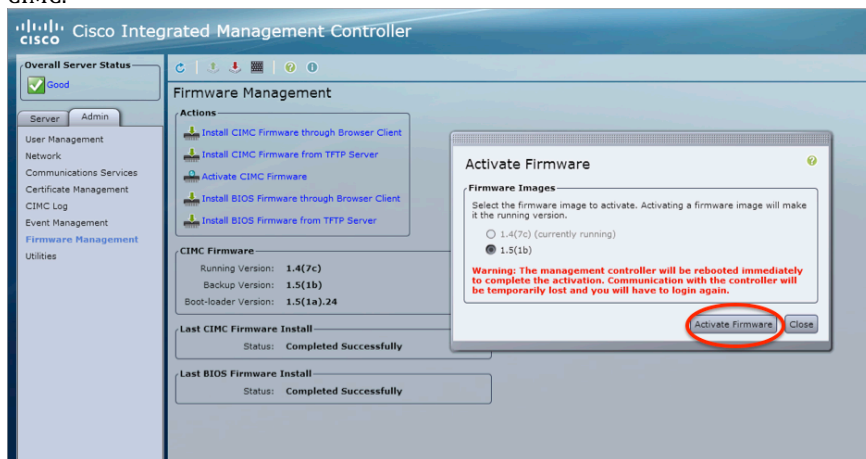 CIMC.
cisco Cisco Integrated Management Controller
Overall Server Status
Good
Server Admin
User Management
Network
Communications Services
Certificate Management
CIMC Log
Event Management
Firmware Management
Utilities
Firmware Management
Actions
Install CIMC Firmware through Browser Client
Install CIMC Firmware from TFTP Server
Activate CIMC Firmware
Install BIOS Firmware through Browser Client
Install BIOS Firmware from TFTP Server
CIMC Firmware
Running Version: 1.4(7c)
Backup Version: 1.5(1b)
Boot-loader Version: 1.5(1a).24
Last CIMC Firmware Install
Status: Completed Successfully
Last BIOS Firmware Install
Status: Completed Successfully
Activate Firmware
Firmware Images
Select the firmware image to activate. Activating a firmware image will make
it the running version.
1.4(7c) (currently running)
1.5(1b)
Warning: The management controller will be rebooted immediately
to complete the activation. Communication with the controller will
be temporarily lost and you will have to login again.
Activate Firmware Close